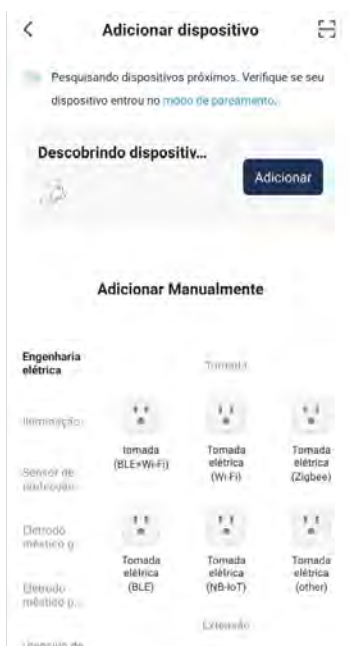 Adicionar dispositivo
Pesquisando dispositivos próximos. Verifique se seu
dispositivo entrou no modo de pareamento.
Descobrindo dispositiv...
Adicionar
Adicionar Manualmente
Engenharia
elétrica
Tomada
Iluminação
tomada
(BLE+Wi-Fi)
Tomada
elétrica
(Wi-Fi)
Tomada
elétrica
(Zigbee)
Sensor de
Eletrodo
méstico g...
Tomada
elétrica
(BLE)
Tomada
elétrica
(NB-IoT)
Tomada
elétrica
(other)
Eletrodo
méstico p...
Extensão